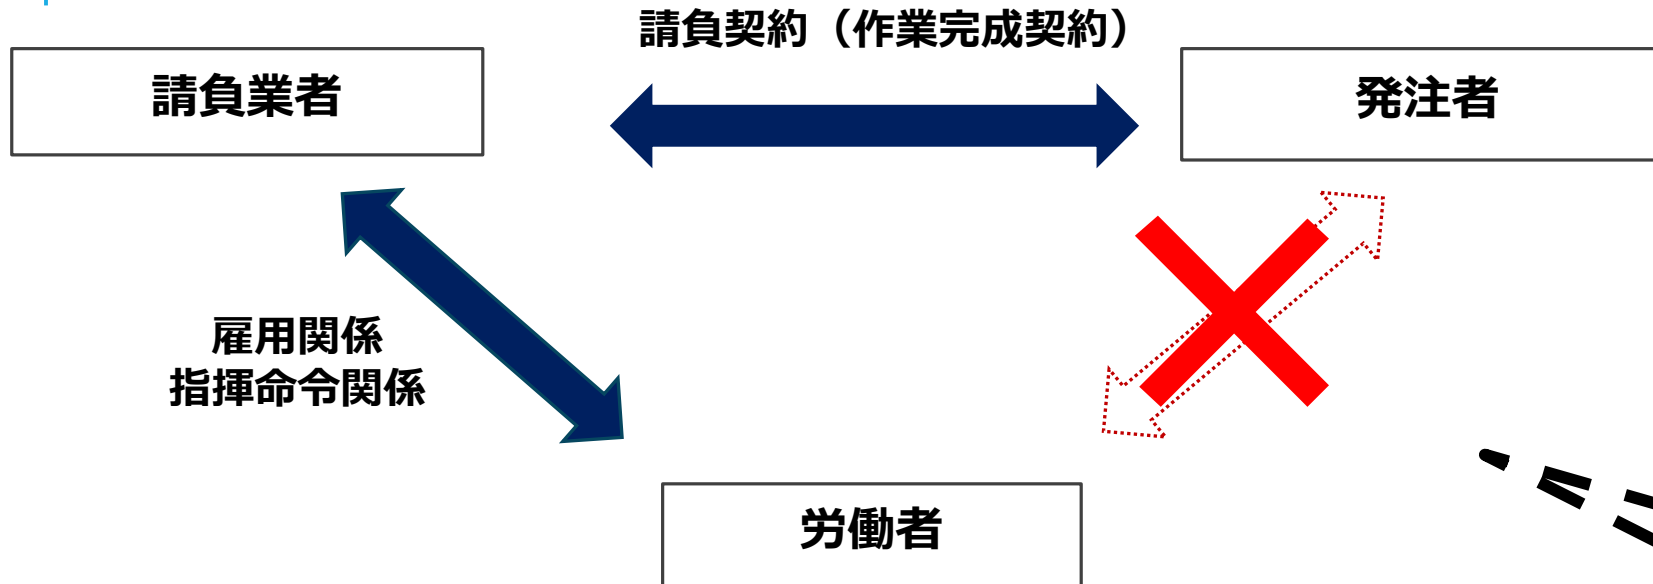 請負契約（作業完成契約）
請負業者
発注者
雇用関係
指揮命令関係
労働者